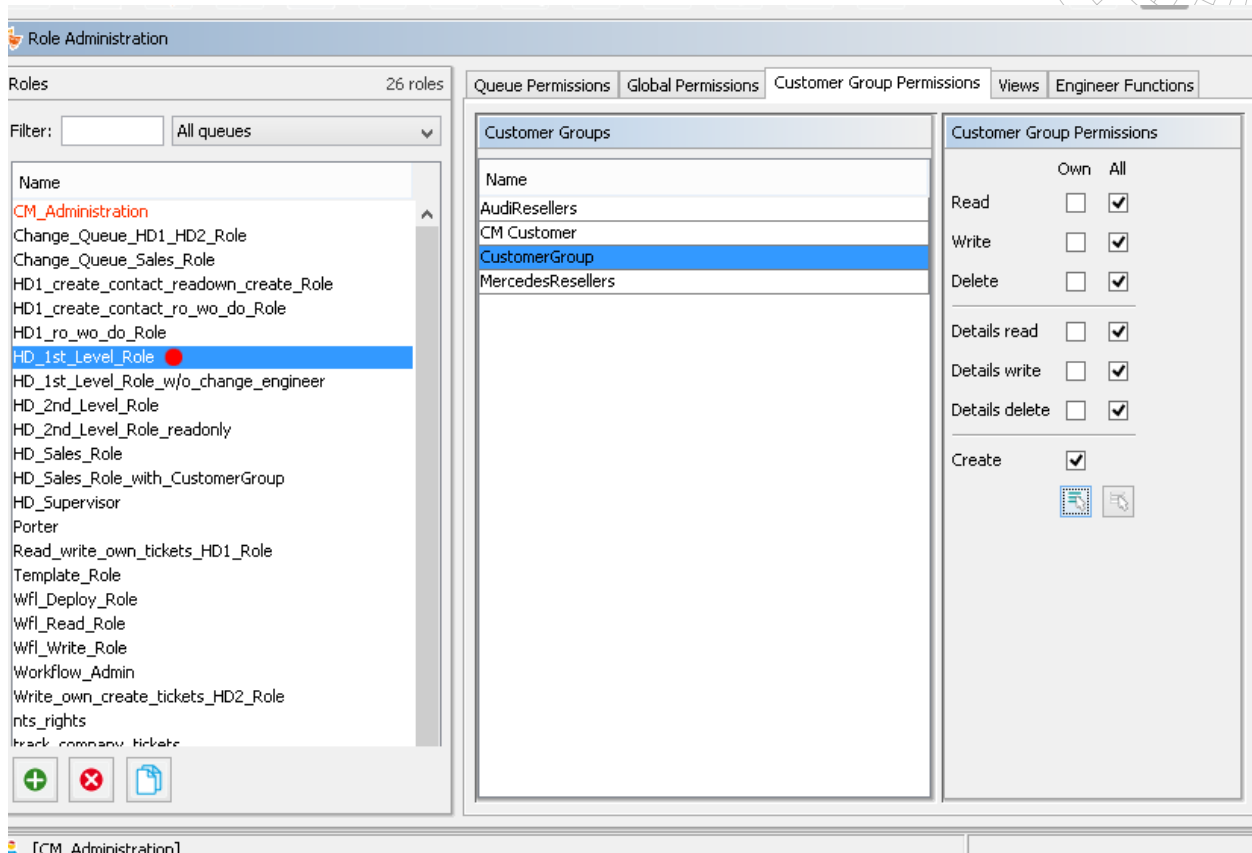 Role Administration
Roles 26 roles
Filter: All queues
Name
CM_Administration
Change_Queue_HD1_HD2_Role
Change_Queue_Sales_Role
HD1_create_contact_readown_create_Role
HD1_create_contact_ro_wo_do_Role
HD1_ro_wo_do_Role
HD_1st_Level_Role
HD_1st_Level_Role_w/o_change_engineer
HD_2nd_Level_Role
HD_2nd_Level_Role_readonly
HD_Sales_Role
HD_Sales_Role_with_CustomerGroup
HD_Supervisor
Porter
Read_write_own_tickets_HD1_Role
Template_Role
Wfl_Deploy_Role
Wfl_Read_Role
Wfl_Write_Role
Workflow_Admin
Write_own_create_tickets_HD2_Role
nts_rights
track_company_tickets
Queue Permissions Global Permissions Customer Group Permissions Views Engineer Functions
Customer Groups
Name
AudiResellers
CM Customer
CustomerGroup
MercedesResellers
Customer Group Permissions
Own All
Read
Write
Delete
Details read
Details write
Details delete
Create
[CM_Administration]